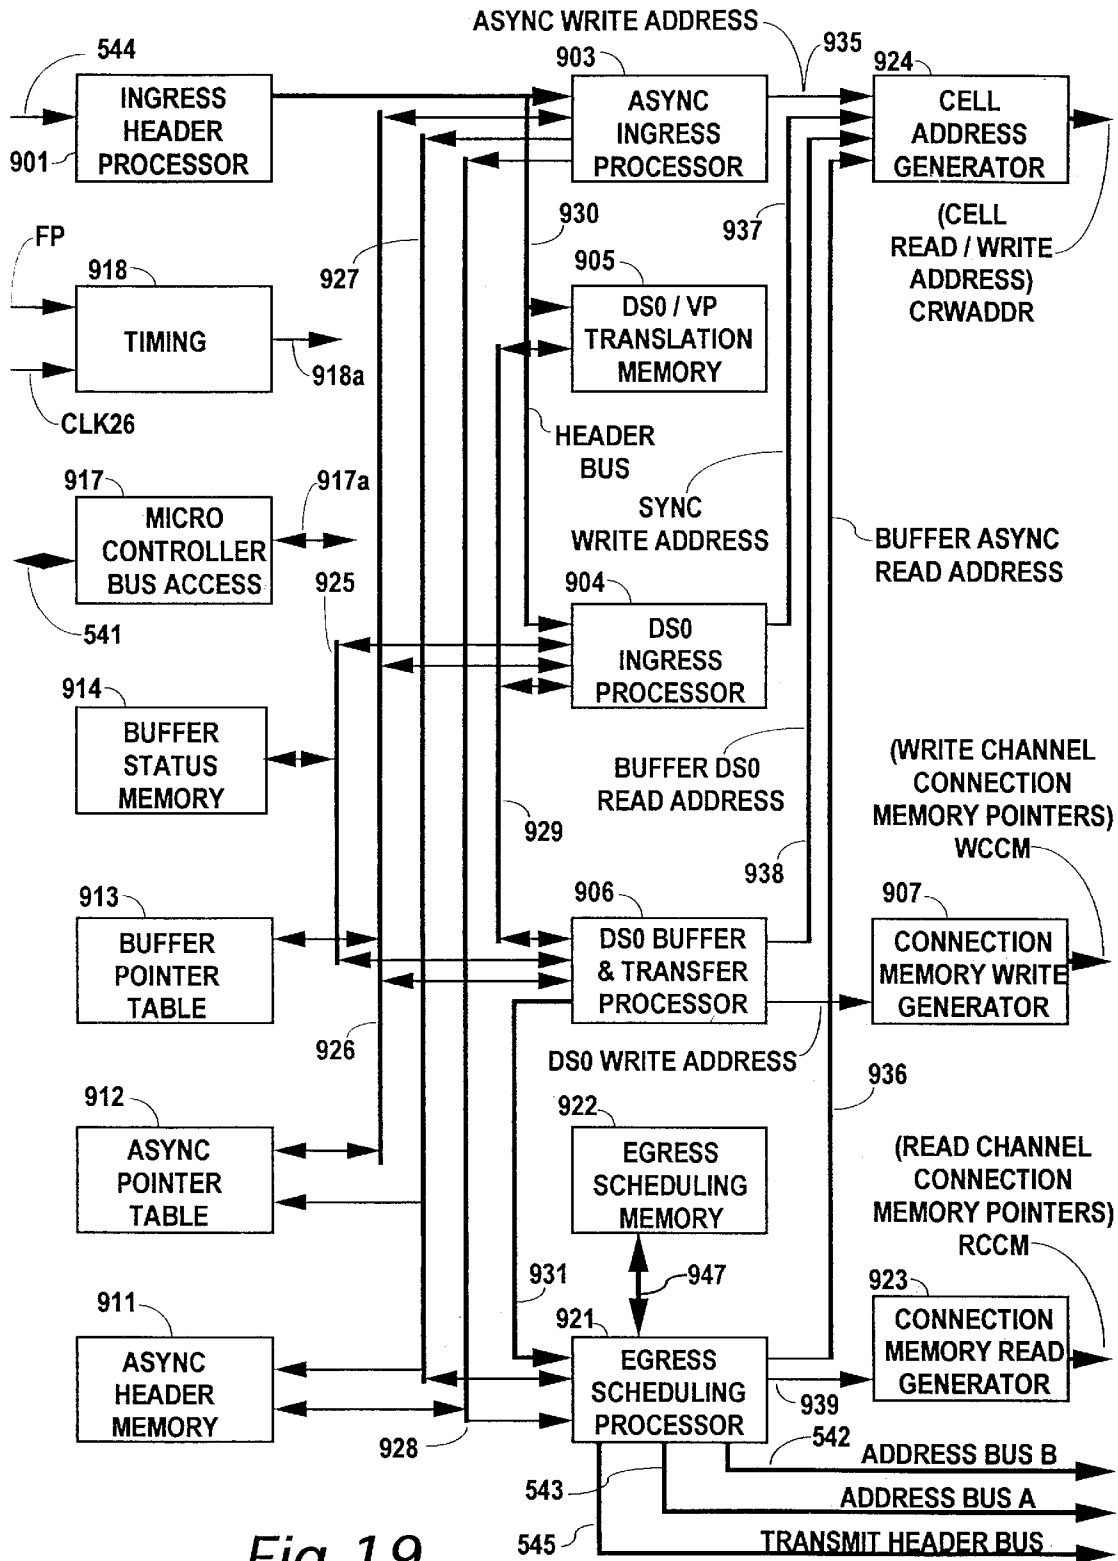 ASYNC WRITE ADDRESS
544
903
935
924
INGRESS
HEADER
PROCESSOR
901
ASYNC
INGRESS
PROCESSOR
CELL
ADDRESS
GENERATOR
FP
918
927
930
905
937
(CELL
READ / WRITE
ADDRESS)
CRWADDR
TIMING
918a
CLK26
DS0 / VP
TRANSLATION
MEMORY
HEADER
BUS
917
917a
MICRO
CONTROLLER
BUS ACCESS
541
925
SYNC
WRITE ADDRESS
BUFFER ASYNC
READ ADDRESS
904
DS0
INGRESS
PROCESSOR
914
BUFFER
STATUS
MEMORY
BUFFER DS0
READ ADDRESS
929
938
(WRITE CHANNEL
CONNECTION
MEMORY POINTERS)
WCCM
913
BUFFER
POINTER
TABLE
906
DS0 BUFFER
& TRANSFER
PROCESSOR
907
CONNECTION
MEMORY WRITE
GENERATOR
926
DS0 WRITE ADDRESS
936
912
ASYNC
POINTER
TABLE
922
EGRESS
SCHEDULING
MEMORY
(READ CHANNEL
CONNECTION
MEMORY POINTERS)
RCCM
931
947
923
911
ASYNC
HEADER
MEMORY
921
EGRESS
SCHEDULING
PROCESSOR
CONNECTION
MEMORY READ
GENERATOR
939
928
542
ADDRESS BUS B
543
ADDRESS BUS A
545
TRANSMIT HEADER BUS
Fig.19